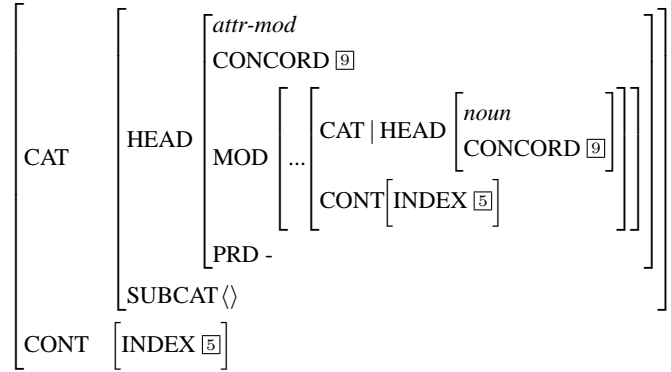 attr-mod
CONCORD 9
CAT | HEAD noun
CONCORD 9
CAT HEAD MOD ...
CONT INDEX 5
PRD -
SUBCAT ⟨⟩
CONT INDEX 5